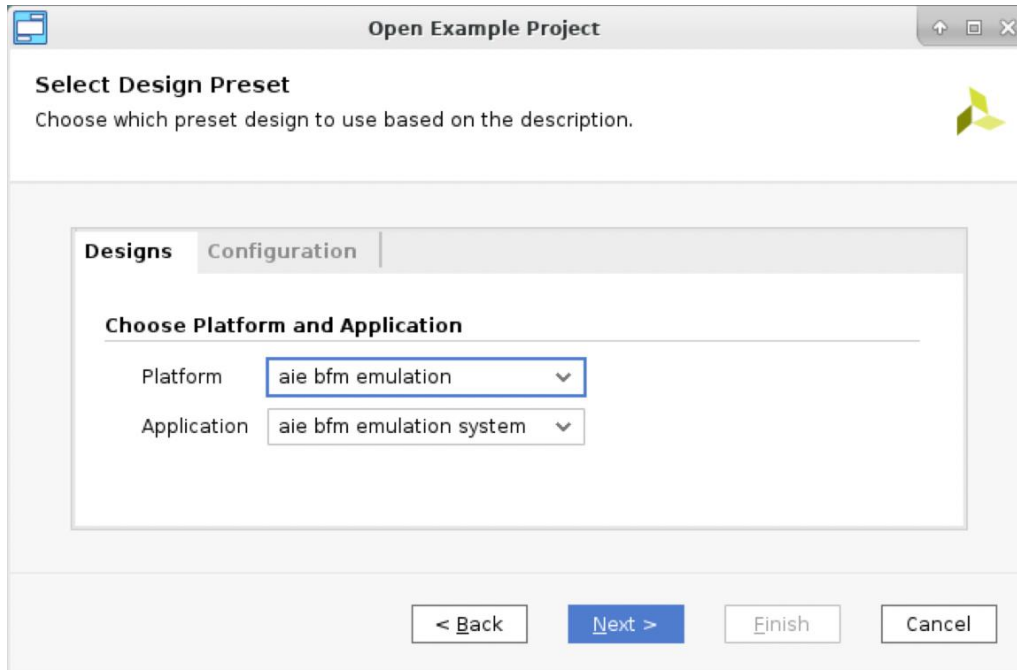 Open Example Project
Select Design Preset
Choose which preset design to use based on the description.
Designs Configuration
Choose Platform and Application
Platform aie bfm emulation
Application aie bfm emulation system
< Back Next > Finish Cancel